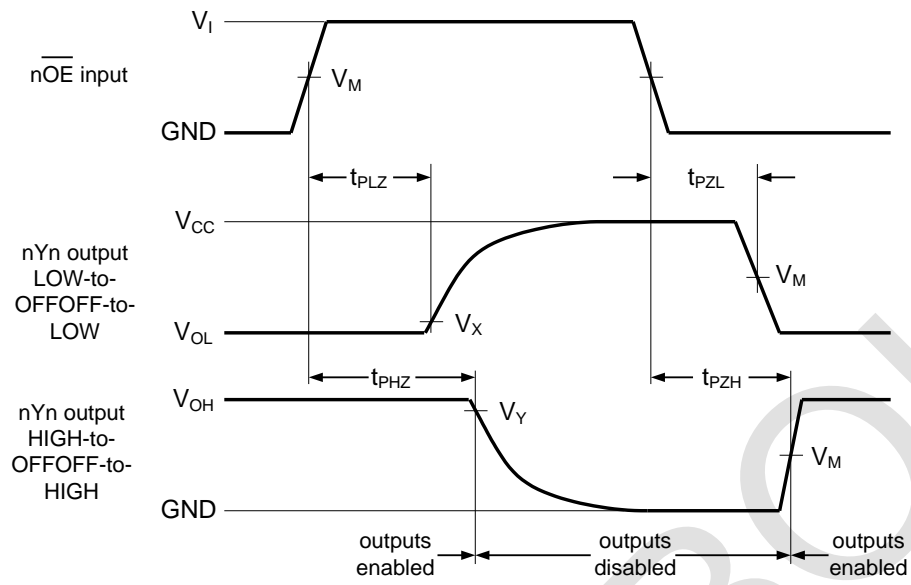 V_I
nO̅E̅ input
V_M
GND
t_PLZ
t_PZL
V_CC
nYn output
LOW-to-
OFFOFF-to-
LOW
V_M
V_X
V_OL
t_PHZ
t_PZH
V_OH
nYn output
HIGH-to-
OFFOFF-to-
HIGH
V_Y
V_M
GND
outputs
enabled
outputs
disabled
outputs
enabled